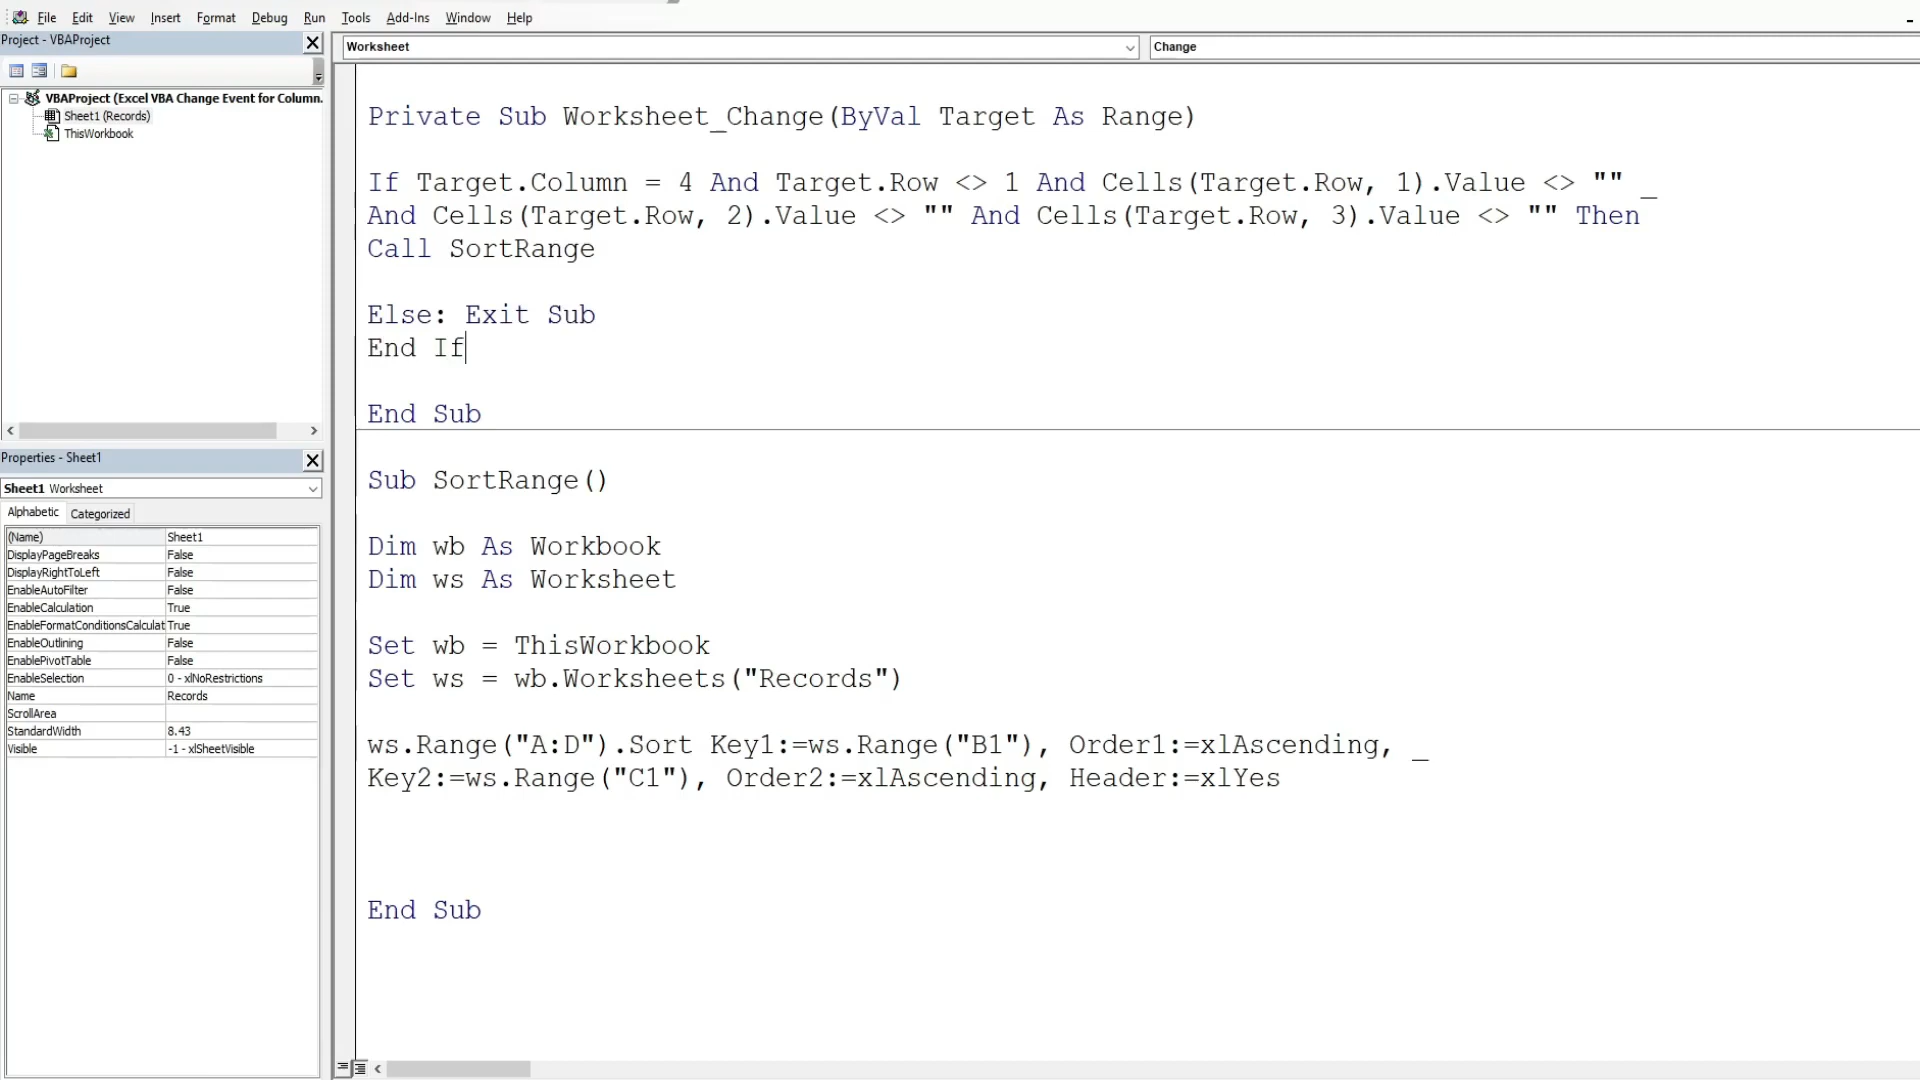 File Edit View Insert Format Debug Run Tools Add-Ins Window Help
Project - VBAProject
VBAProject (Excel VBA Change Event for Column.
Sheet1 (Records)
ThisWorkbook
Properties - Sheet1
Sheet1 Worksheet
Alphabetic Categorized
(Name) Sheet1
DisplayPageBreaks False
DisplayRightToLeft False
EnableAutoFilter False
EnableCalculation True
EnableFormatConditionsCalculat True
EnableOutlining False
EnablePivotTable False
EnableSelection 0 - xlNoRestrictions
Name Records
ScrollArea
StandardWidth 8.43
Visible -1 - xlSheetVisible
Worksheet Change
Private Sub Worksheet_Change(ByVal Target As Range)
If Target.Column = 4 And Target.Row <> 1 And Cells(Target.Row, 1).Value <> "" _
And Cells(Target.Row, 2).Value <> "" And Cells(Target.Row, 3).Value <> "" Then
Call SortRange
Else: Exit Sub
End If
End Sub
Sub SortRange()
Dim wb As Workbook
Dim ws As Worksheet
Set wb = ThisWorkbook
Set ws = wb.Worksheets("Records")
ws.Range("A:D").Sort Key1:=ws.Range("B1"), Order1:=xlAscending, _
Key2:=ws.Range("C1"), Order2:=xlAscending, Header:=xlYes
End Sub